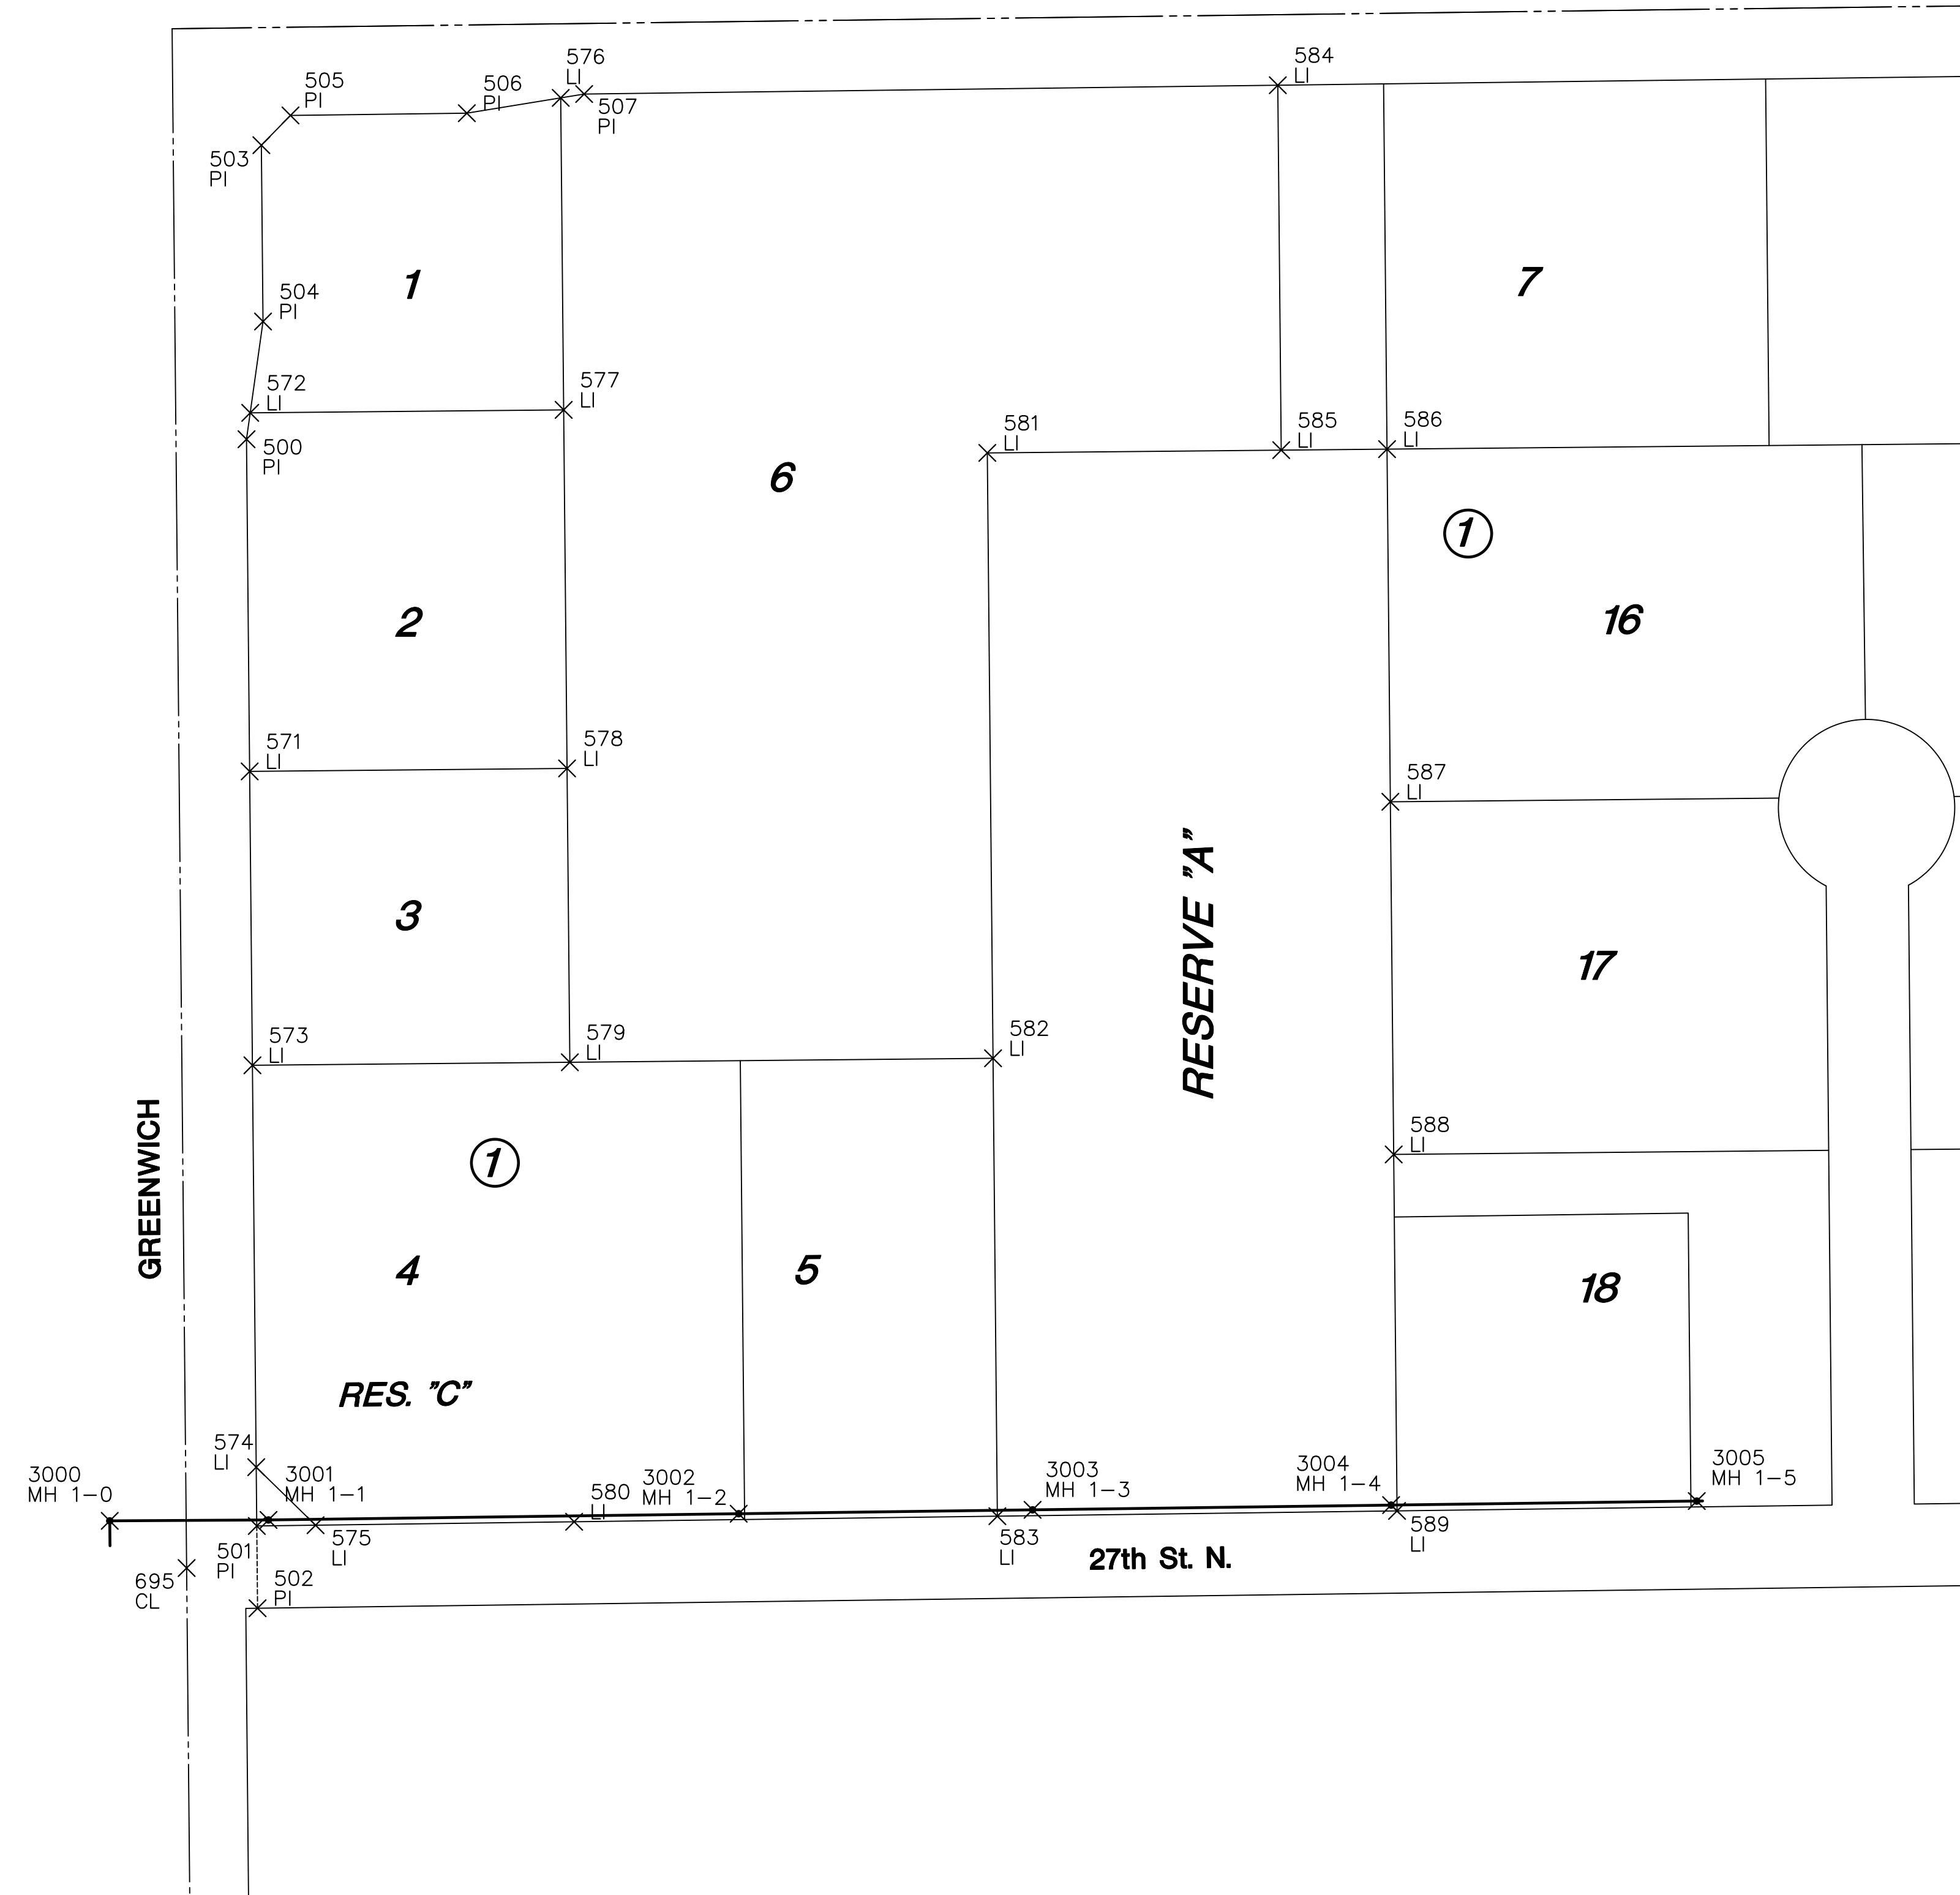 576
LI
584
LI
505
PI
506
PI
507
PI
503
PI
1
7
504
PI
572
LI
577
LI
581
LI
585
LI
586
LI
500
PI
6
1
2
16
571
LI
578
LI
587
LI
RESERVE "A"
3
17
573
LI
579
LI
582
LI
GREENWICH
1
588
LI
4
5
18
RES. "C"
574
LI
3000
MH 1-0
3001
MH 1-1
580
LI
3002
MH 1-2
3003
MH 1-3
3004
MH 1-4
3005
MH 1-5
501
PI
575
LI
583
LI
589
LI
27th St. N.
695
CL
502
PI